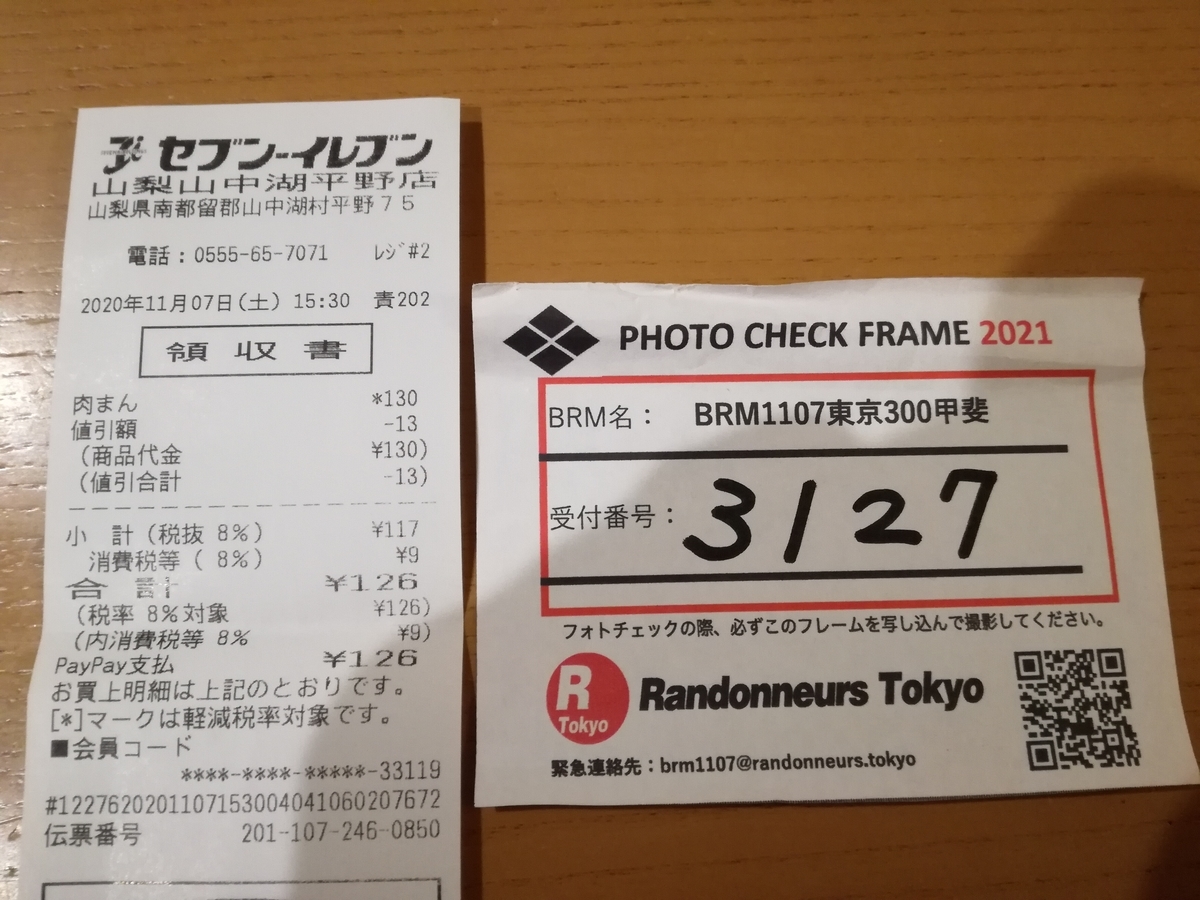 セブン-イレブン
山梨山中湖平野店
山梨県南都留郡山中湖村平野75
電話:0555-65-7071 レジ#2
2020年11月07日(土) 15:30 責202
領収書
肉まん *130
値引額 -13
(商品代金 ¥130)
(値引合計 -13)
小 計(税抜 8%) ¥117
消費税等( 8%) ¥9
合 計 ¥126
(税率 8%対象 ¥126)
(内消費税等 8% ¥9)
PayPay支払 ¥126
お買上明細は上記のとおりです。
[*]マークは軽減税率対象です。
■会員コード
****-****-*****-33119
#122762020110715300404106020767​2
伝票番号 201-107-246-0850
PHOTO CHECK FRAME 2021
BRM名: BRM1107東京300甲斐
受付番号: 3127
フォトチェックの際、必ずこのフレームを写し込んで撮影してください。
R
Tokyo
Randonneurs Tokyo
緊急連絡先:brm1107@randonneurs.tokyo